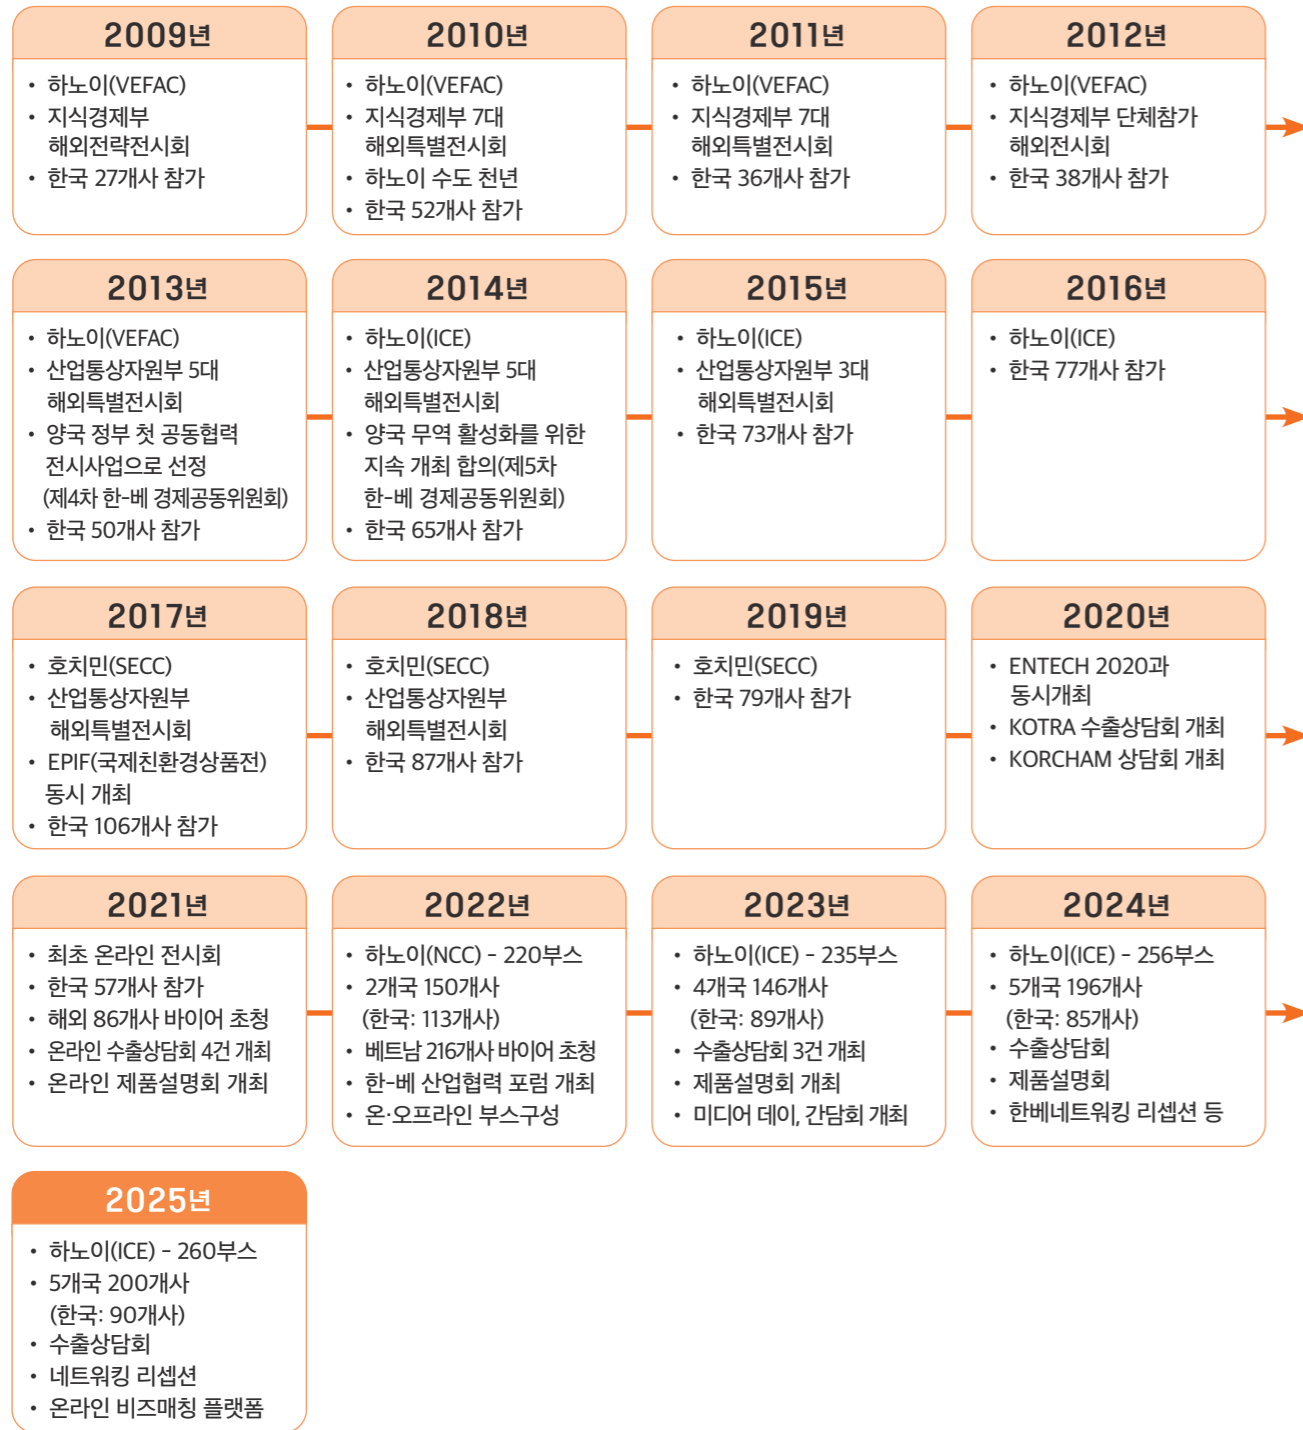 2009년
• 하노이(VEFAC)
• 지식경제부
해외전략전시회
• 한국 27개사 참가
2010년
• 하노이(VEFAC)
• 지식경제부 7대
해외특별전시회
• 하노이 수도 천년
• 한국 52개사 참가
2011년
• 하노이(VEFAC)
• 지식경제부 7대
해외특별전시회
• 한국 36개사 참가
2012년
• 하노이(VEFAC)
• 지식경제부 단체참가
해외전시회
• 한국 38개사 참가
2013년
• 하노이(VEFAC)
• 산업통상자원부 5대
해외특별전시회
• 양국 정부 첫 공동협력
전시사업으로 선정
(제4차 한-베 경제공동위원회)
• 한국 50개사 참가
2014년
• 하노이(ICE)
• 산업통상자원부 5대
해외특별전시회
• 양국 무역 활성화를 위한
지속 개최 합의(제5차
한-베 경제공동위원회)
• 한국 65개사 참가
2015년
• 하노이(ICE)
• 산업통상자원부 3대
해외특별전시회
• 한국 73개사 참가
2016년
• 하노이(ICE)
• 한국 77개사 참가
2017년
• 호치민(SECC)
• 산업통상자원부
해외특별전시회
• EPIF(국제친환경상품전)
동시 개최
• 한국 106개사 참가
2018년
• 호치민(SECC)
• 산업통상자원부
해외특별전시회
• 한국 87개사 참가
2019년
• 호치민(SECC)
• 한국 79개사 참가
2020년
• ENTECH 2020과
동시개최
• KOTRA 수출상담회 개최
• KORCHAM 상담회 개최
2021년
• 최초 온라인 전시회
• 한국 57개사 참가
• 해외 86개사 바이어 초청
• 온라인 수출상담회 4건 개최
• 온라인 제품설명회 개최
2022년
• 하노이(NCC) - 220부스
• 2개국 150개사
(한국: 113개사)
• 베트남 216개사 바이어 초청
• 한-베 산업협력 포럼 개최
• 온·오프라인 부스구성
2023년
• 하노이(ICE) - 235부스
• 4개국 146개사
(한국: 89개사)
• 수출상담회 3건 개최
• 제품설명회 개최
• 미디어 데이, 간담회 개최
2024년
• 하노이(ICE) - 256부스
• 5개국 196개사
(한국: 85개사)
• 수출상담회
• 제품설명회
• 한베네트워킹 리셉션 등
2025년
• 하노이(ICE) - 260부스
• 5개국 200개사
(한국: 90개사)
• 수출상담회
• 네트워킹 리셉션
• 온라인 비즈매칭 플랫폼